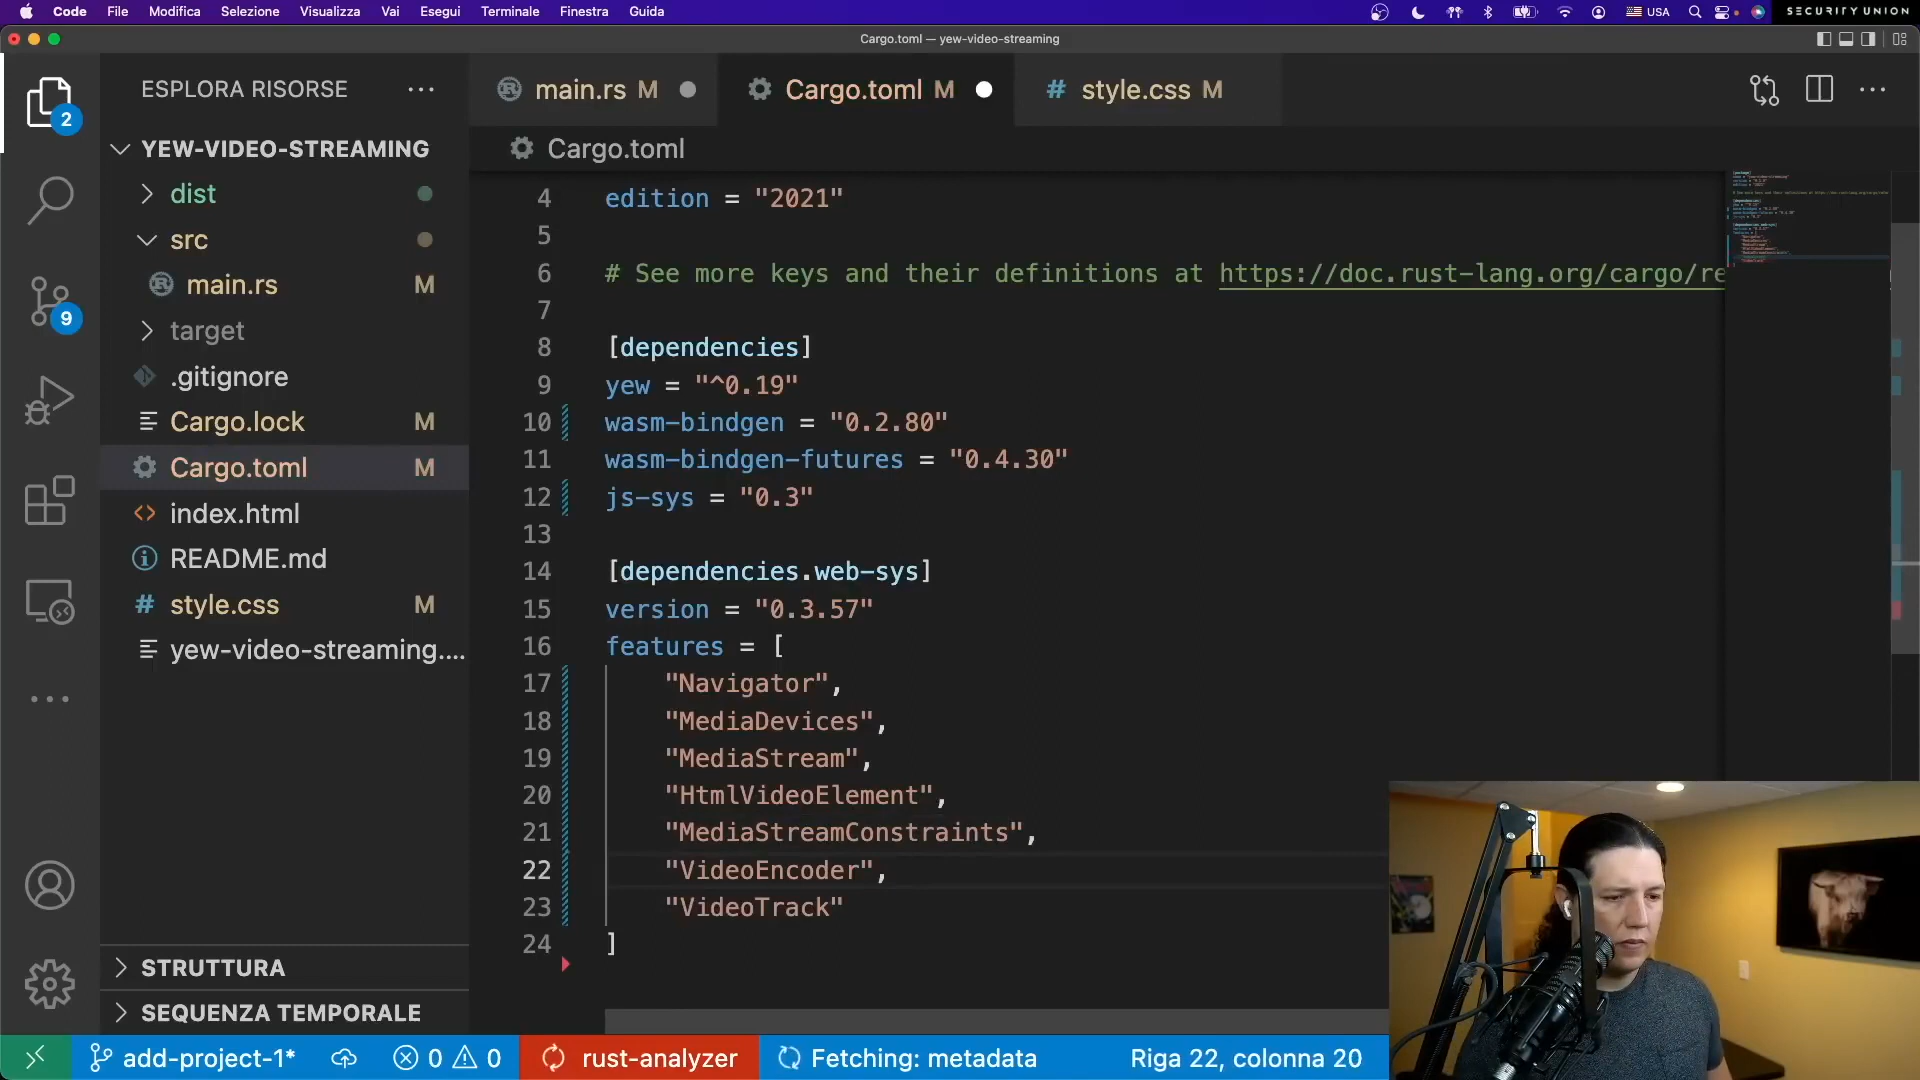 Code File Modifica Selezione Visualizza Vai Esegui Terminale Finestra Guida USA SECURITY UNION
Cargo.toml — yew-video-streaming
ESPLORA RISORSE
2
YEW-VIDEO-STREAMING
dist
src
main.rs M
9
target
.gitignore
Cargo.lock M
Cargo.toml M
index.html
README.md
style.css M
yew-video-streaming....
STRUTTURA
SEQUENZA TEMPORALE
main.rs M
Cargo.toml M
style.css M
Cargo.toml
4 edition = "2021"
5
6 # See more keys and their definitions at https://doc.rust-lang.org/cargo/re
7
8 [dependencies]
9 yew = "^0.19"
10 wasm-bindgen = "0.2.80"
11 wasm-bindgen-futures = "0.4.30"
12 js-sys = "0.3"
13
14 [dependencies.web-sys]
15 version = "0.3.57"
16 features = [
17 "Navigator",
18 "MediaDevices",
19 "MediaStream",
20 "HtmlVideoElement",
21 "MediaStreamConstraints",
22 "VideoEncoder",
23 "VideoTrack"
24 ]
add-project-1* 0 0 rust-analyzer Fetching: metadata Riga 22, colonna 20